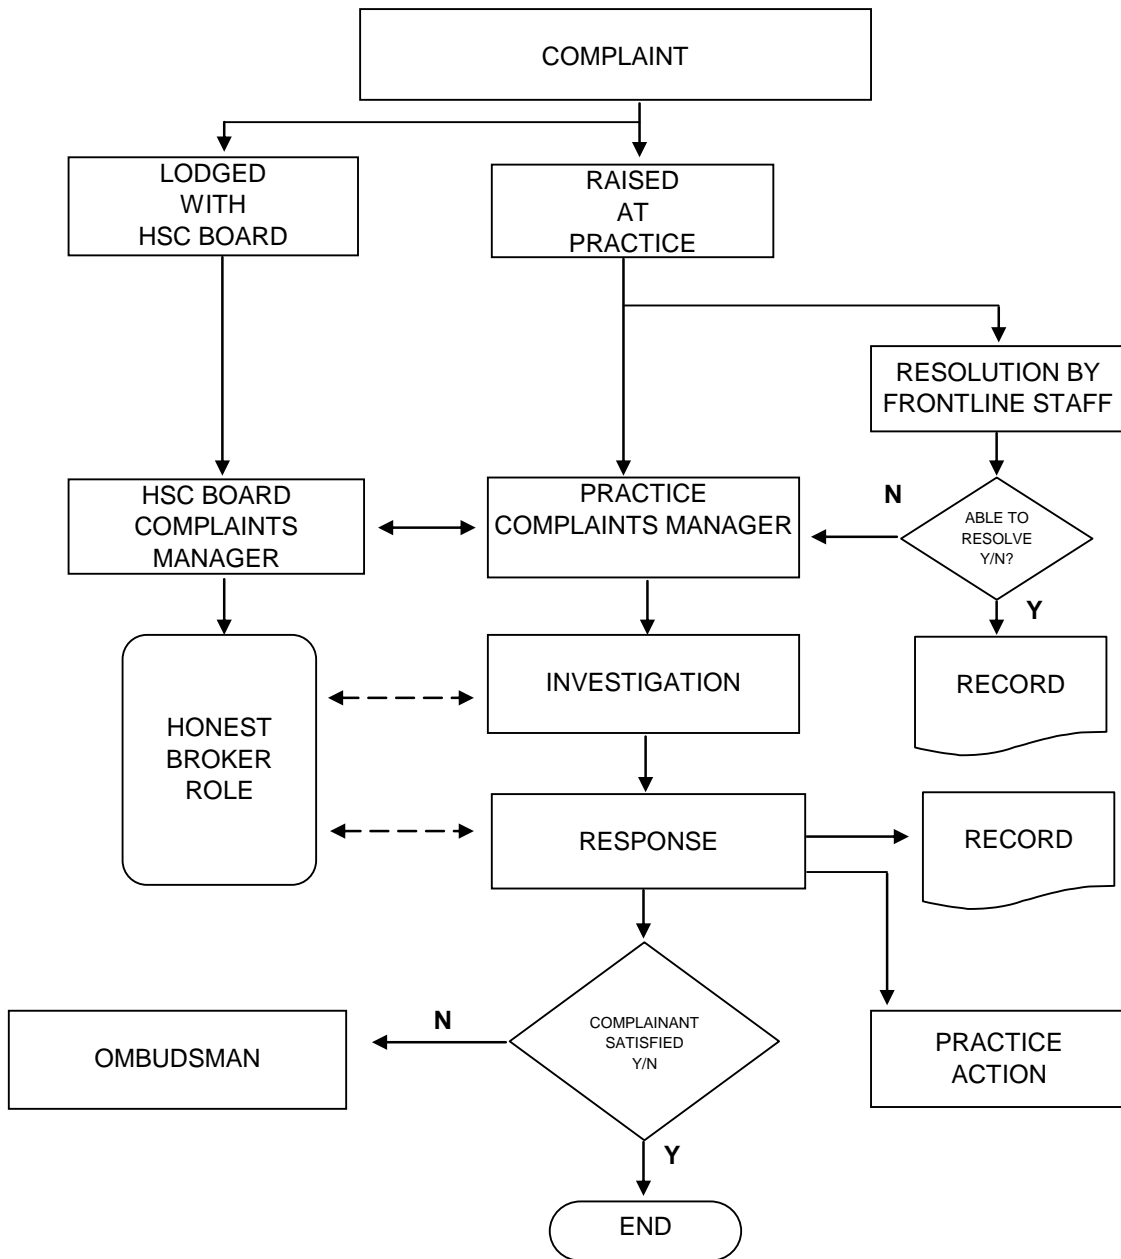 COMPLAINT
LODGED
WITH
HSC BOARD
RAISED
AT
PRACTICE
RESOLUTION BY
FRONTLINE STAFF
HSC BOARD
COMPLAINTS
MANAGER
PRACTICE
COMPLAINTS MANAGER
N
ABLE TO
RESOLVE
Y/N?
Y
HONEST
BROKER
ROLE
INVESTIGATION
RECORD
RESPONSE
RECORD
OMBUDSMAN
N
COMPLAINANT
SATISFIED
Y/N
PRACTICE
ACTION
Y
END